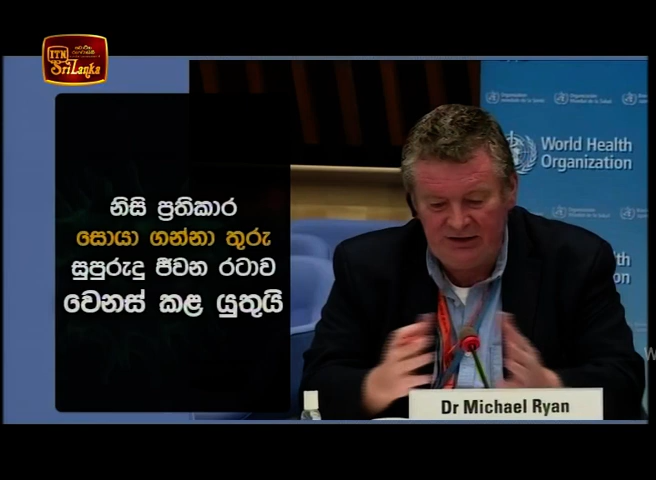 ITN
Sri Lanka
නිසි ප්‍රතිකාර
සොයා ගන්නා තුරු
සුපුරුදු ජීවන රටාව
වෙනස් කළ යුතුයි
World Health
Organization
Dr Michael Ryan